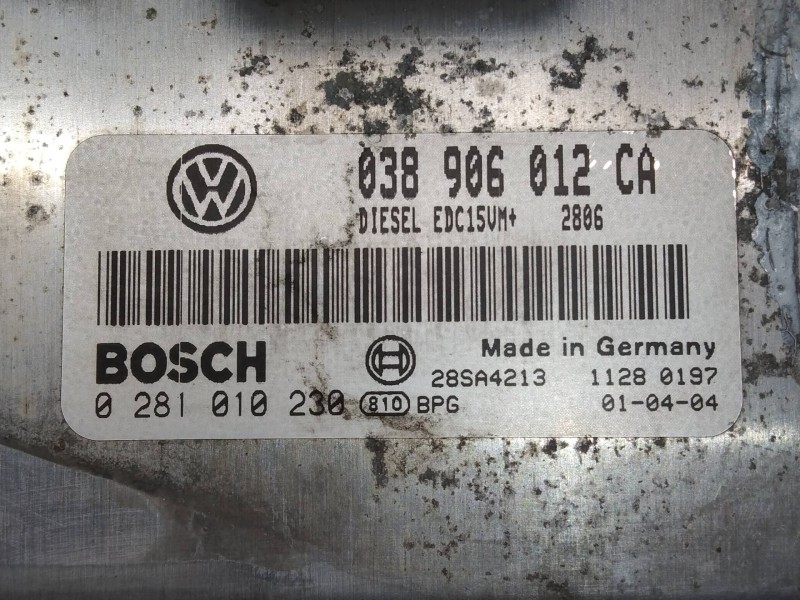 038 906 012 CA
DIESEL EDC15VM+ 2806
BOSCH
Made in Germany
28SA4213 1128 0197
0 281 010 230 810 BPG 01-04-04